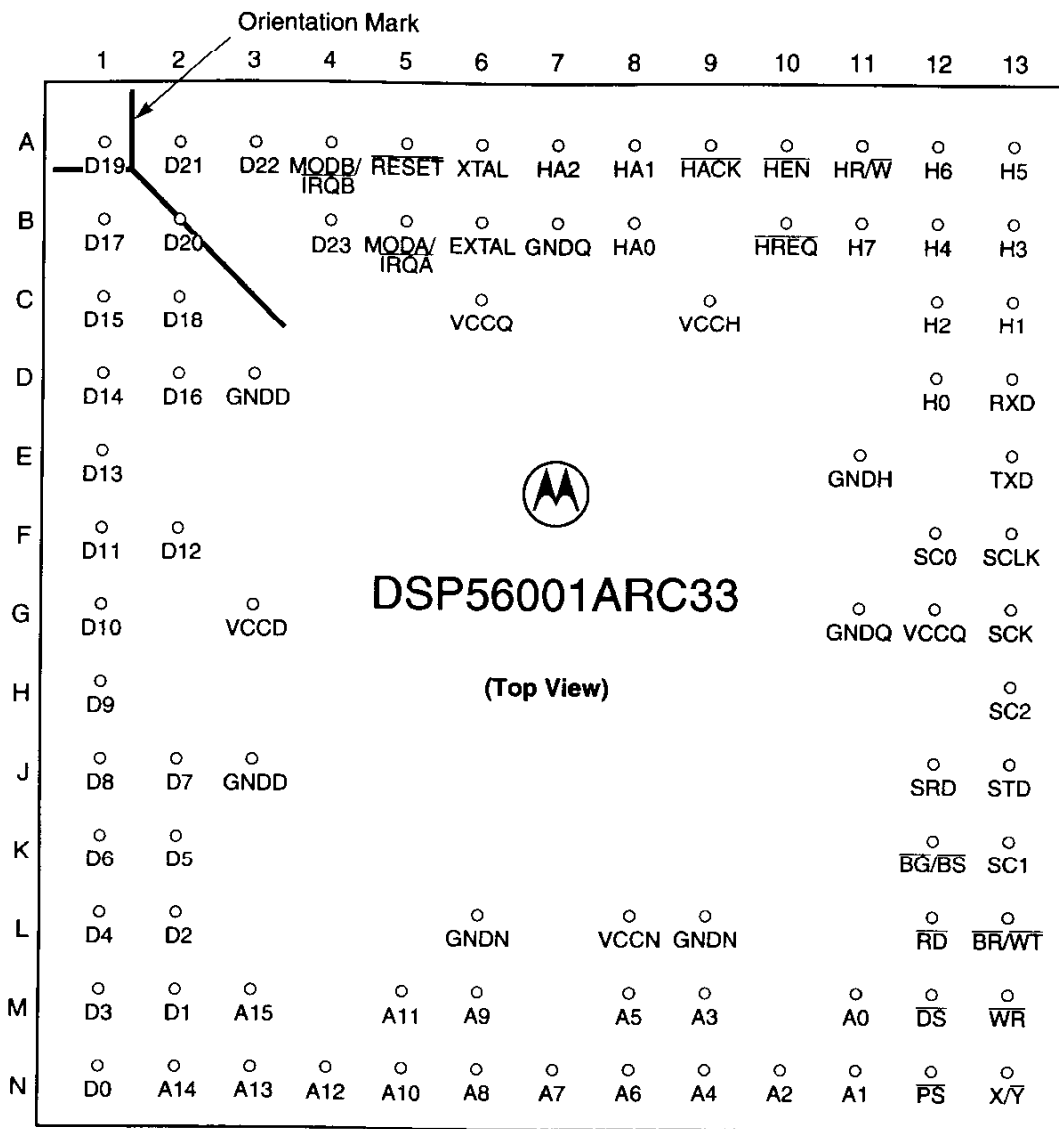 Orientation Mark
1 2 3 4 5 6 7 8 9 10 11 12 13
A
D19 D21 D22 MODB/IRQB RESET XTAL HA2 HA1 HACK HEN HR/W H6 H5
B
D17 D20 D23 MODA/IRQA EXTAL GNDQ HA0 HREQ H7 H4 H3
C
D15 D18 VCCQ VCCH H2 H1
D
D14 D16 GNDD H0 RXD
E
D13 GNDH TXD
F
D11 D12 SC0 SCLK
DSP56001ARC33
G
D10 VCCD GNDQ VCCQ SCK
(Top View)
H
D9 SC2
J
D8 D7 GNDD SRD STD
K
D6 D5 BG/BS SC1
L
D4 D2 GNDN VCCN GNDN RD BR/WT
M
D3 D1 A15 A11 A9 A5 A3 A0 DS WR
N
D0 A14 A13 A12 A10 A8 A7 A6 A4 A2 A1 PS X/Y